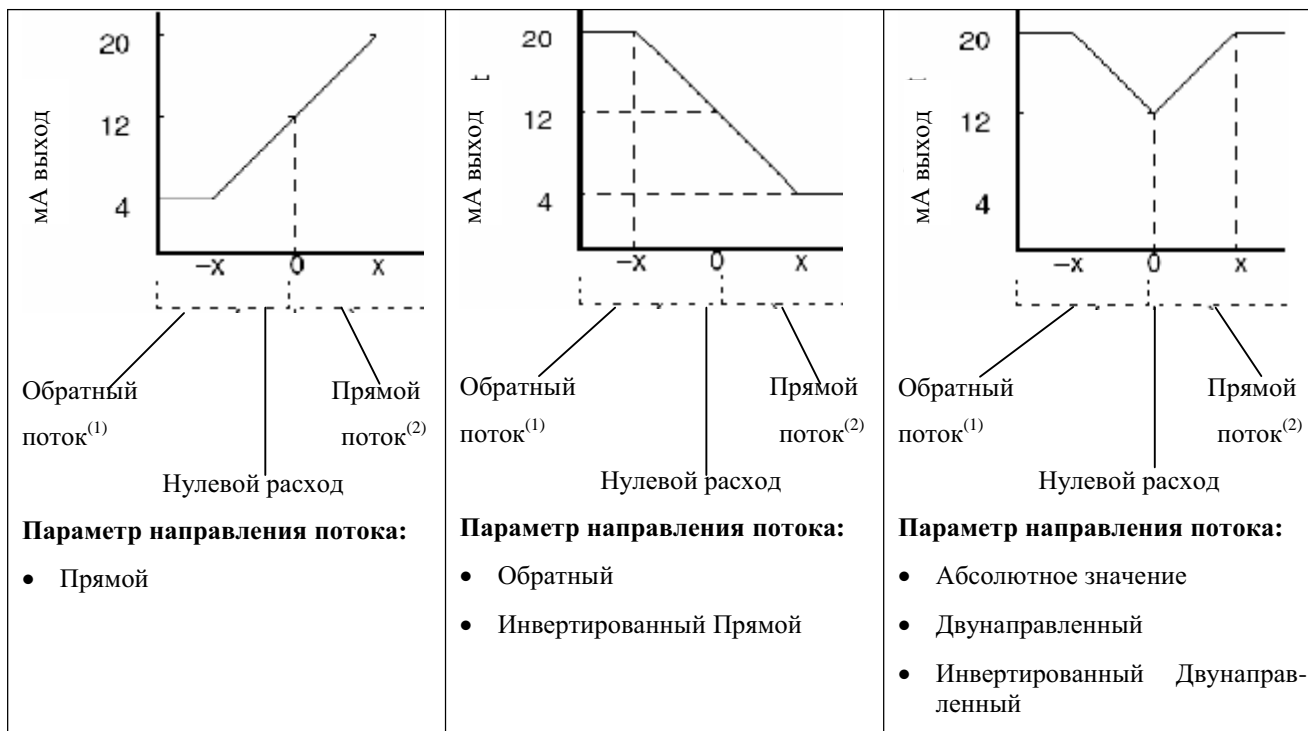 20
12
4
мА выход
–x 0 x
Обратный поток(1)
Прямой поток(2)
Нулевой расход
Параметр направления потока:
• Прямой
20
t
12
4
мА выход
–x 0 x
Обратный поток(1)
Прямой поток(2)
Нулевой расход
Параметр направления потока:
• Обратный
• Инвертированный Прямой
20
12
4
мА выход
–x 0 x
Обратный поток(1)
Прямой поток(2)
Нулевой расход
Параметр направления потока:
• Абсолютное значение
• Двунаправленный
• Инвертированный Двунаправ-
ленный